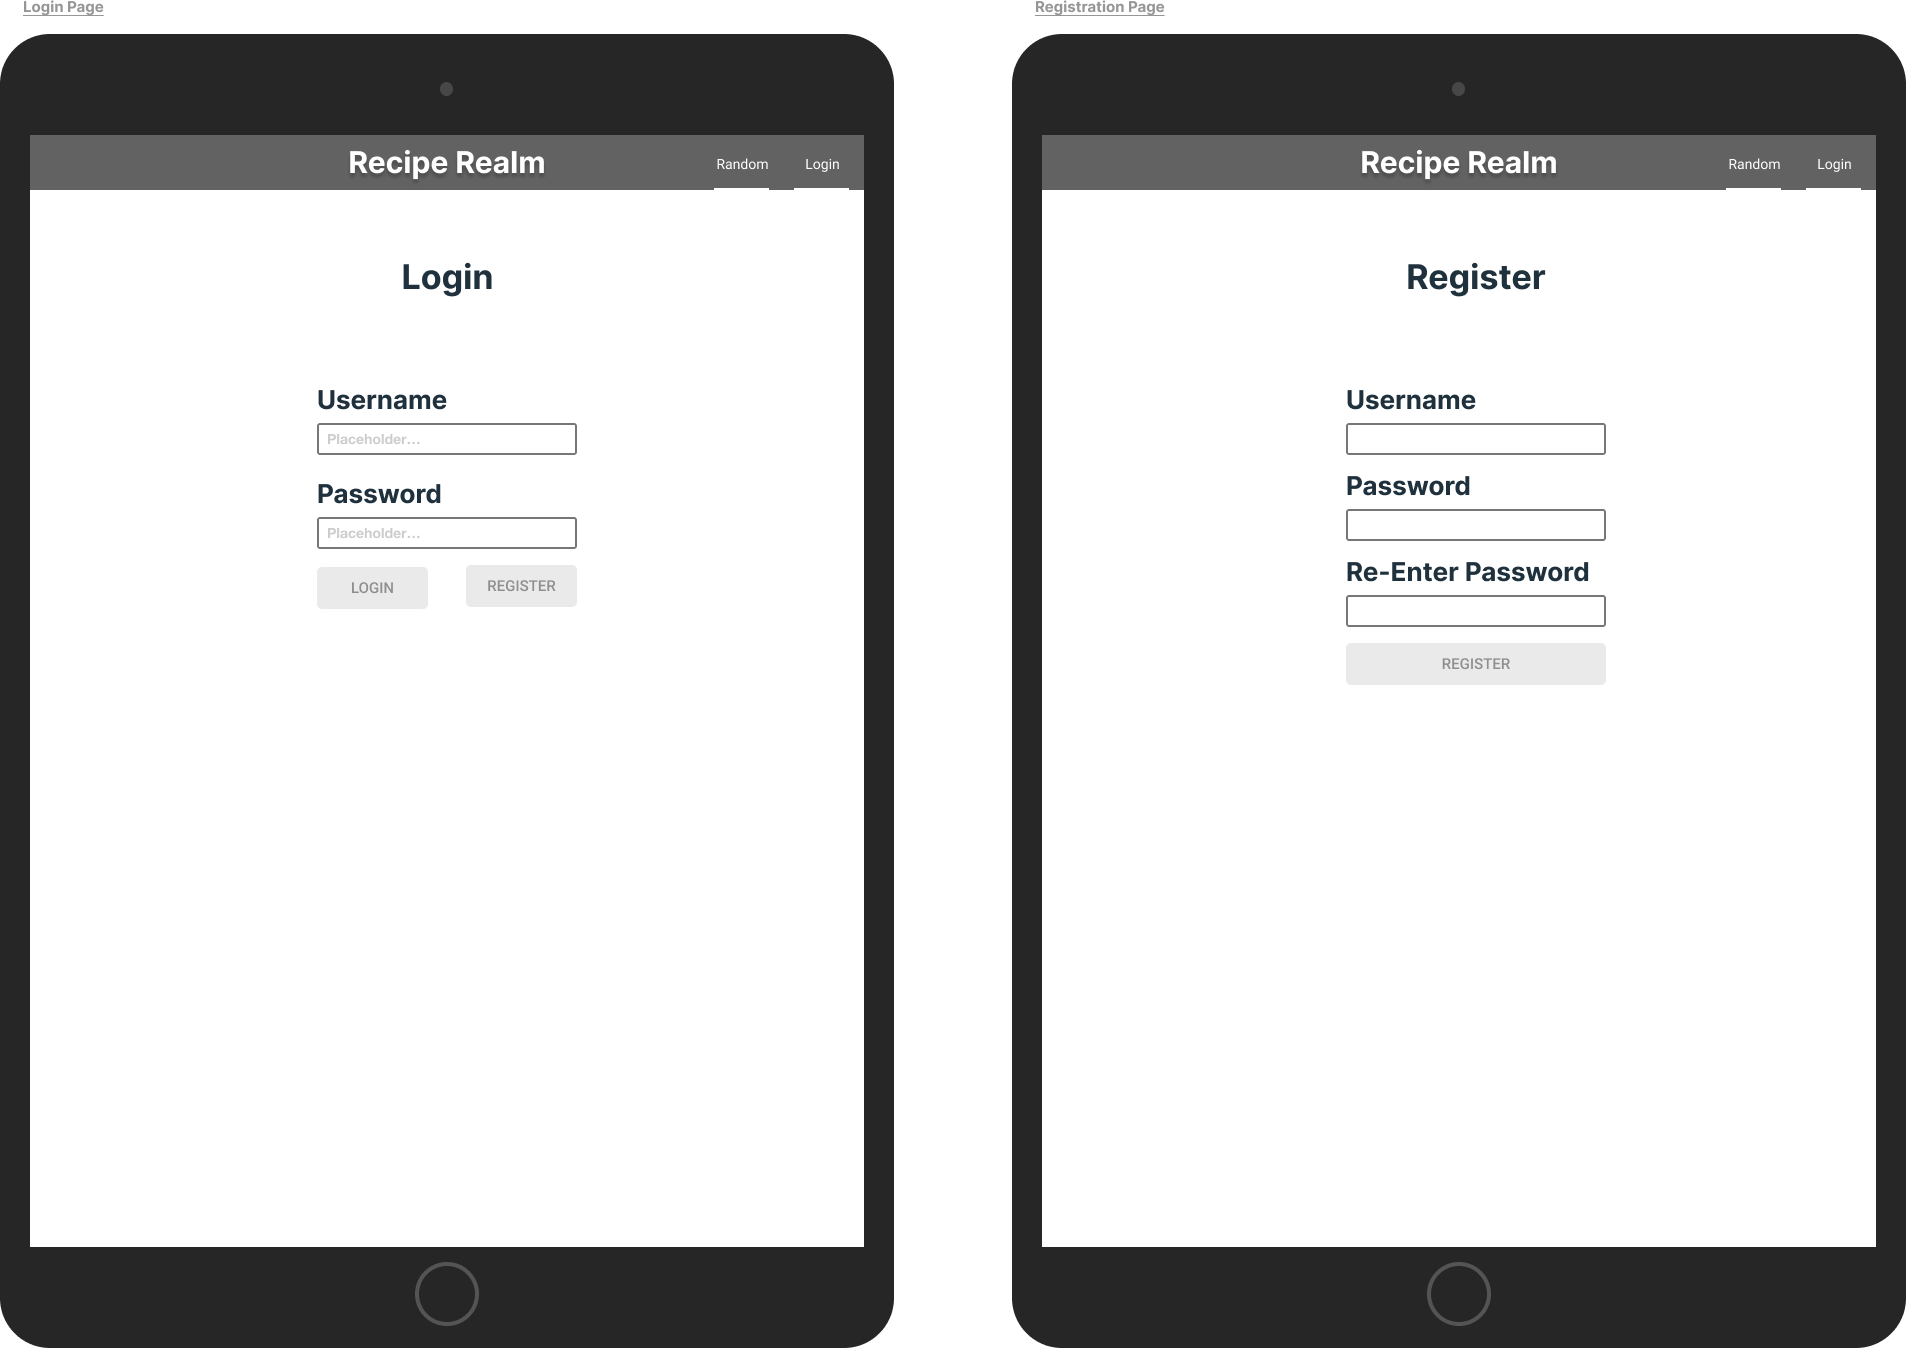 Login Page
Recipe Realm
Random
Login
Login
Username
Placeholder...
Password
Placeholder...
LOGIN
REGISTER
Registration Page
Recipe Realm
Random
Login
Register
Username
Password
Re-Enter Password
REGISTER